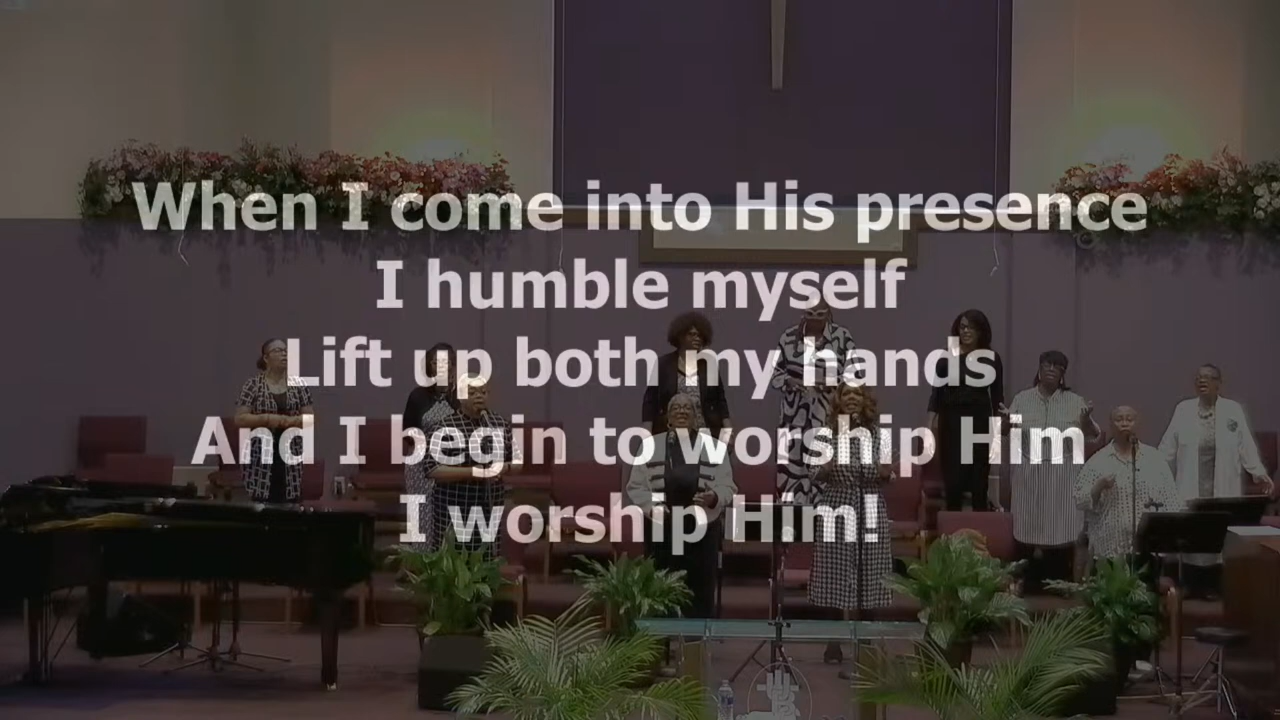 When I come into His presence
I humble myself
Lift up both my hands
And I begin to worship Him
I worship Him!